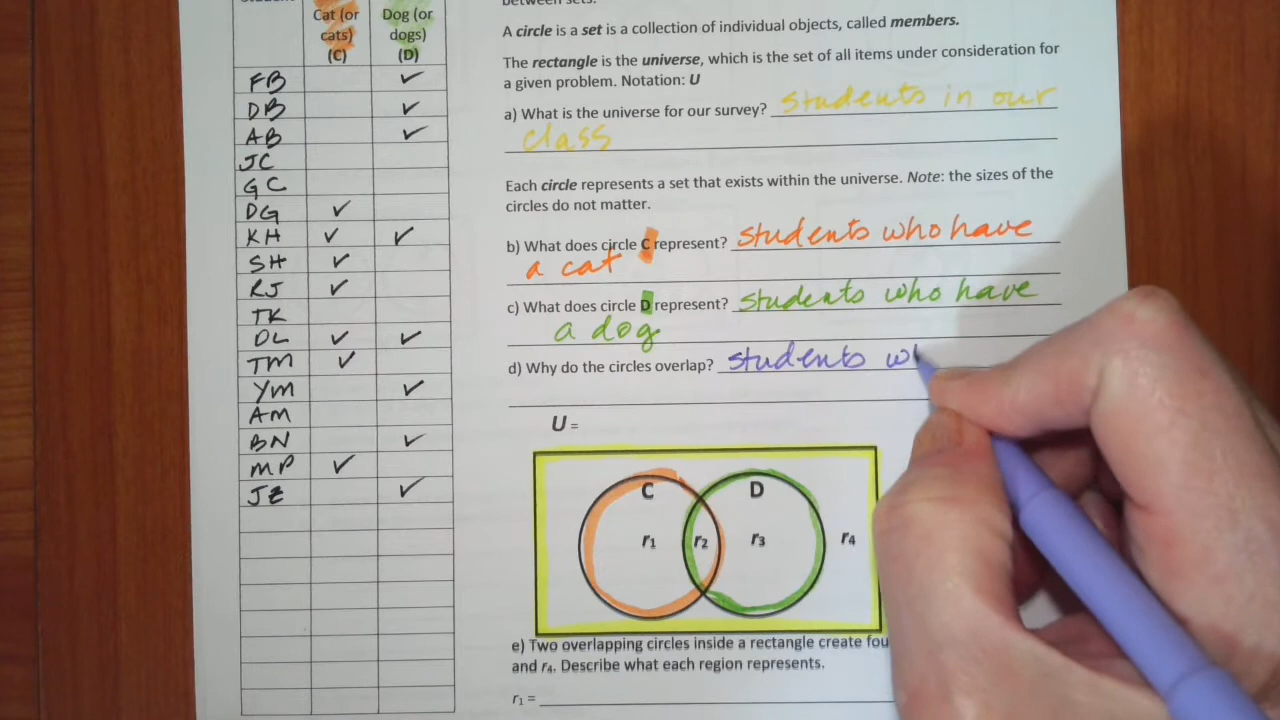 Cat (or Dog (or
cats) dogs)
(C) (D)
FB ✓
DB ✓
AB ✓
JC
GC
DG ✓
KH ✓ ✓
SH ✓
RJ ✓
TK
DL ✓ ✓
TM ✓
YM ✓
AM
BN ✓
MP ✓
JZ ✓
between sets.
A circle is a set is a collection of individual objects, called members.
The rectangle is the universe, which is the set of all items under consideration for
a given problem. Notation: U
a) What is the universe for our survey? students in our
class
Each circle represents a set that exists within the universe. Note: the sizes of the
circles do not matter.
b) What does circle C represent? students who have
a cat
c) What does circle D represent? students who have
a dog
d) Why do the circles overlap? students wh
U =
C D
r1 r2 r3 r4
e) Two overlapping circles inside a rectangle create fou
and r4. Describe what each region represents.
r1 =